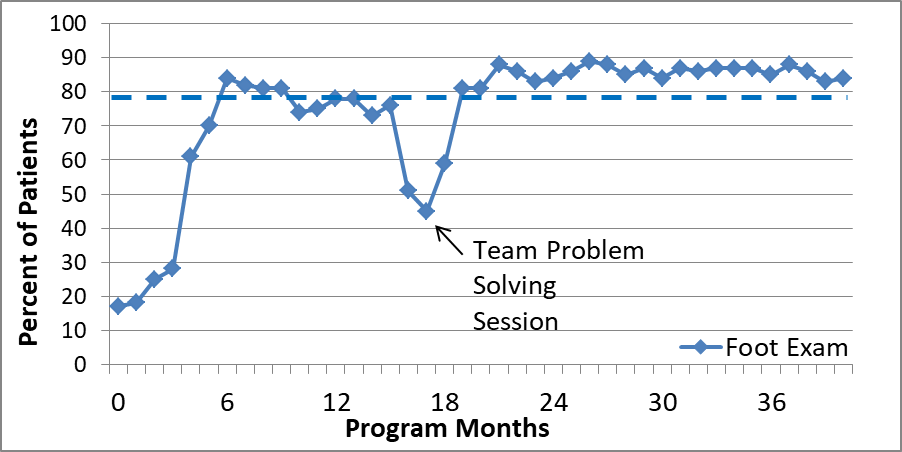 100
90
80
70
60
50
40
30
20
10
0
Percent of Patients
Team Problem
Solving
Session
Foot Exam
0 6 12 18 24 30 36
Program Months